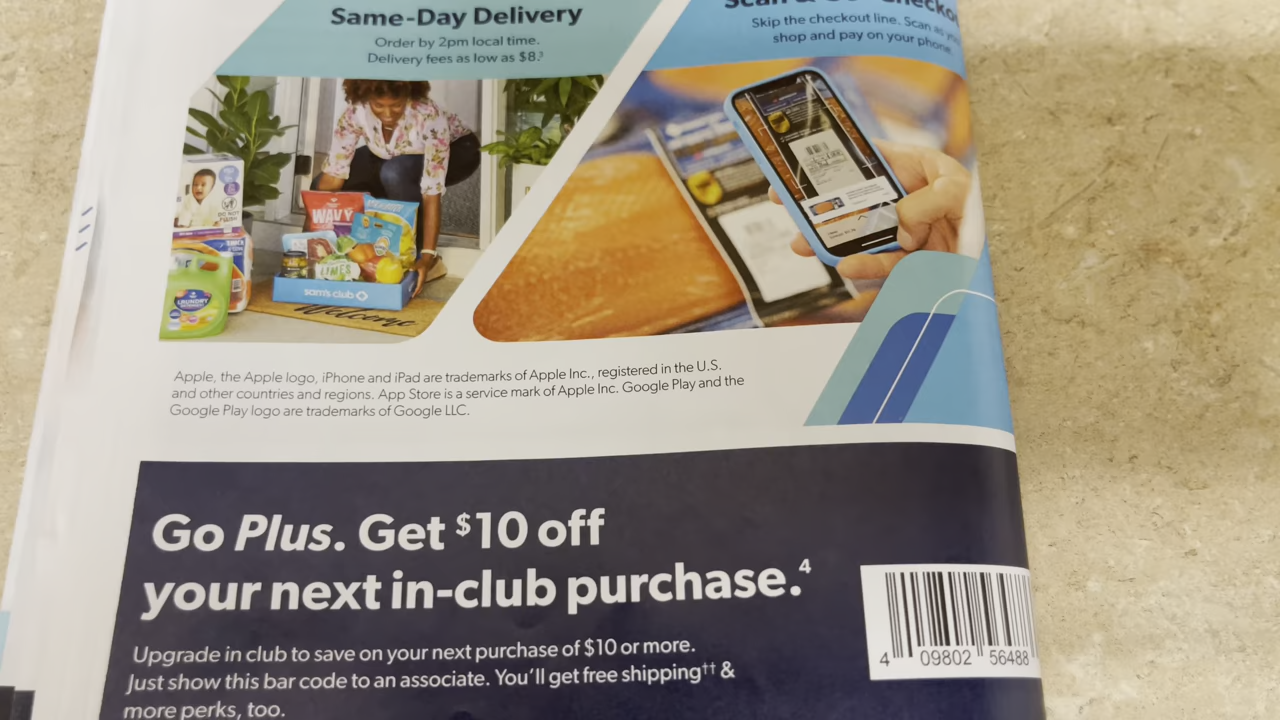 Same-Day Delivery
Order by 2pm local time.
Delivery fees as low as $8.³
Scan & Go™ Checko
Skip the checkout line. Scan as you
shop and pay on your phone.
WAVY
LIMES
LAUNDRY
sam's club
Welcome
Apple, the Apple logo, iPhone and iPad are trademarks of Apple Inc., registered in the U.S.
and other countries and regions. App Store is a service mark of Apple Inc. Google Play and the
Google Play logo are trademarks of Google LLC.
Go Plus. Get $10 off
your next in-club purchase.⁴
Upgrade in club to save on your next purchase of $10 or more.
Just show this bar code to an associate. You'll get free shipping†† &
more perks, too.
4 09802 56488